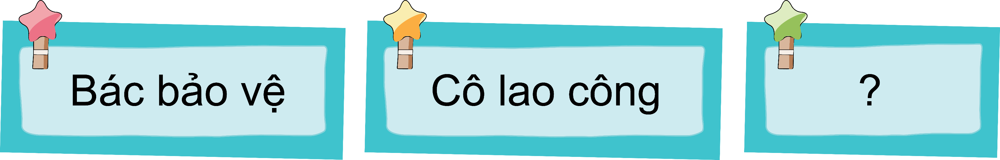 Bác bảo vệ
Cô lao công
?